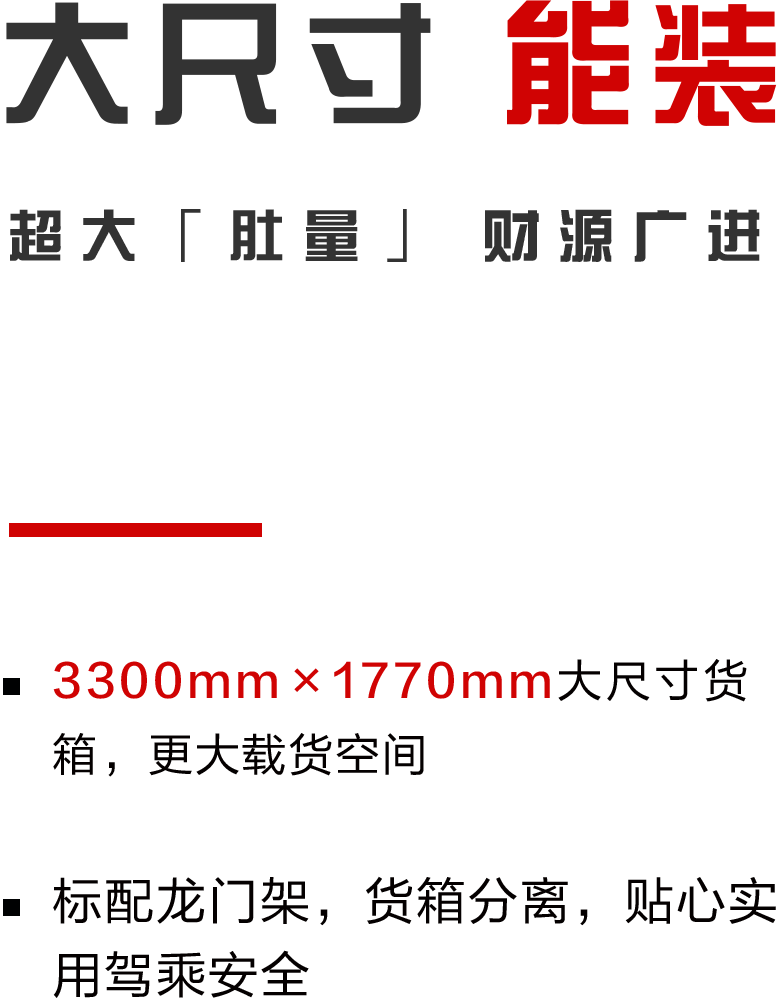 大尺寸 能装
超大「肚量」 财源广进
3300mm×1770mm大尺寸货
箱，更大载货空间
标配龙门架，货箱分离，贴心实
用驾乘安全